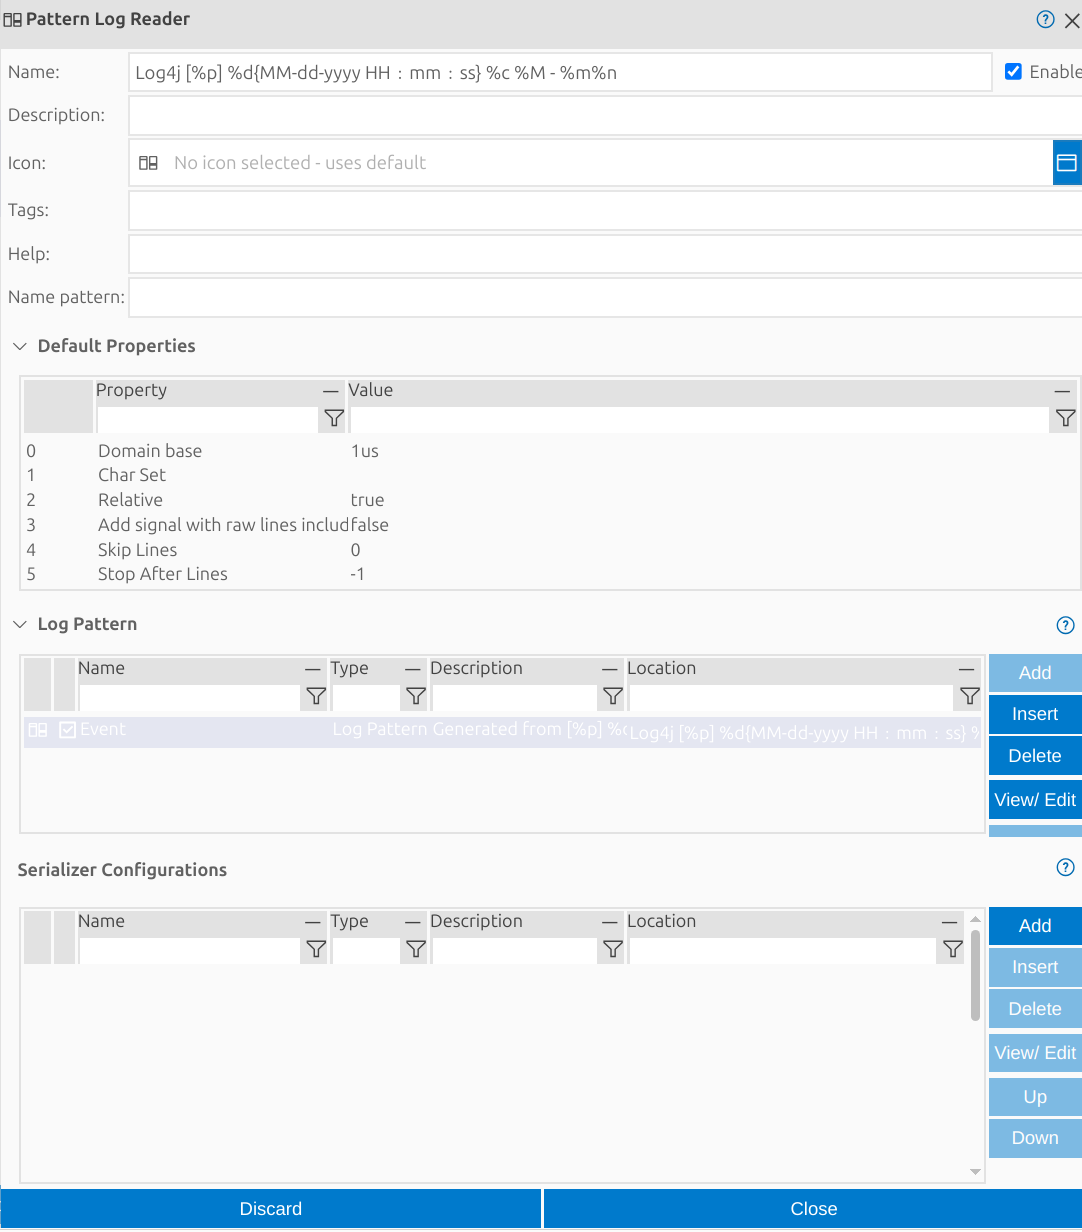 Pattern Log Reader
Name: Log4j [%p] %d{MM-dd-yyyy HH : mm : ss} %c %M - %m%n Enable
Description:
Icon: No icon selected - uses default
Tags:
Help:
Name pattern:
Default Properties
Property Value
0 Domain base 1us
1 Char Set
2 Relative true
3 Add signal with raw lines includ false
4 Skip Lines 0
5 Stop After Lines -1
Log Pattern
Name Type Description Location Add
Insert
Event Log Pattern Generated from [%p] %c Log4j [%p] %d{MM-dd-yyyy HH : mm : ss} %
Delete
View/ Edit
Serializer Configurations
Name Type Description Location Add
Insert
Delete
View/ Edit
Up
Down
Discard Close